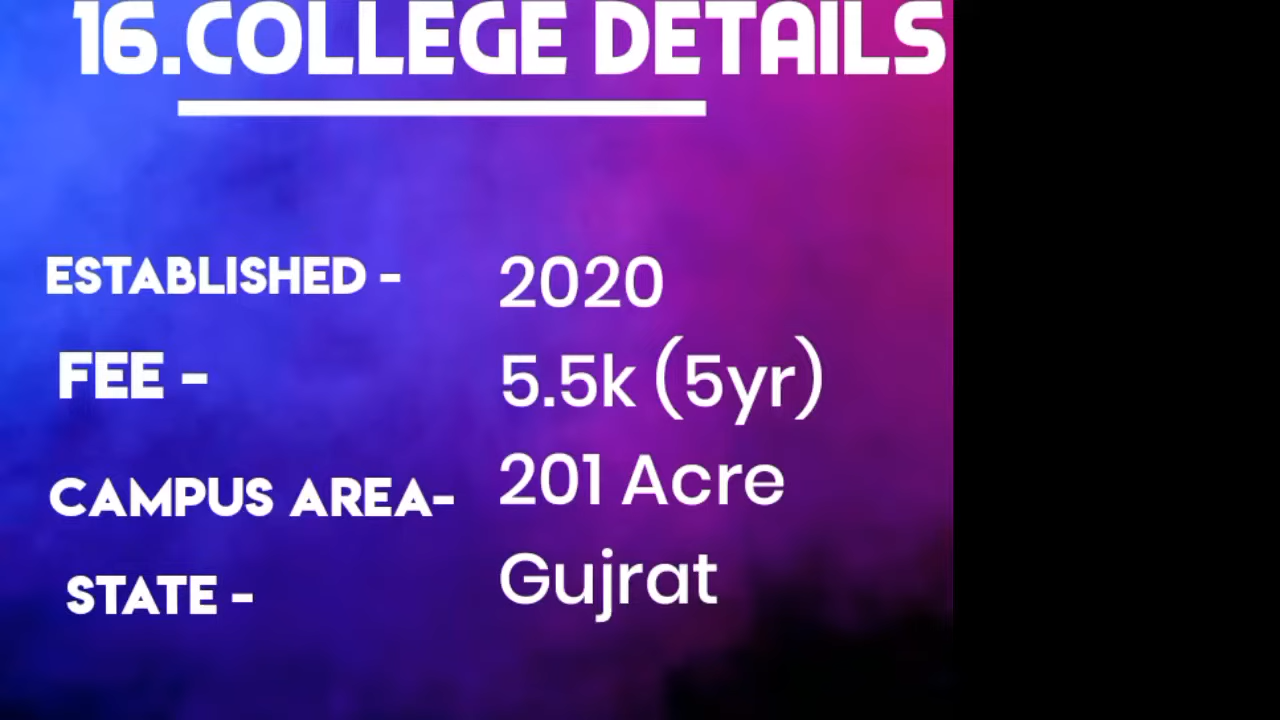 16.COLLEGE DETAILS
ESTABLISHED - 2020
FEE - 5.5k (5yr)
CAMPUS AREA- 201 Acre
STATE - Gujrat